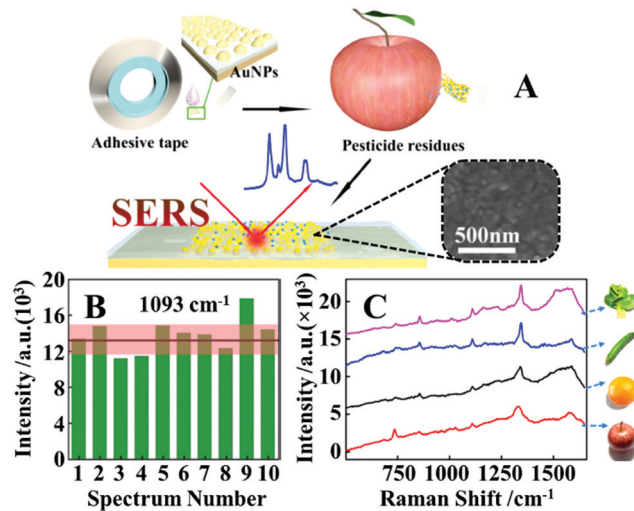 AuNPs
A
Adhesive tape
Pesticide residues
SERS
500nm
B
1093 cm-1
Intensity /a.u.(10³)
20
16
12
8
4
0
1 2 3 4 5 6 7 8 9 10
Spectrum Number
C
Intensity /a.u.(×10³)
20
15
10
5
0
750 1000 1250 1500
Raman Shift /cm-1